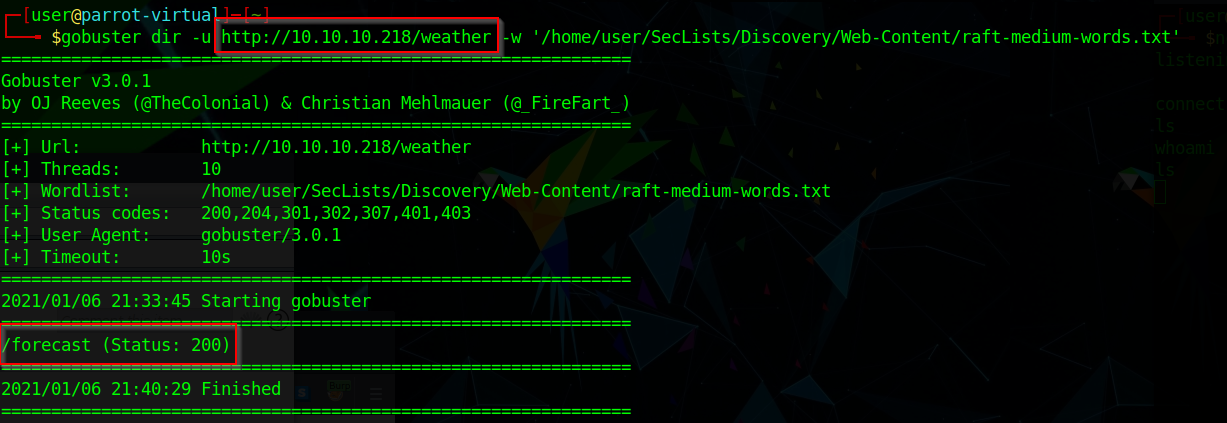 ┌─[user@parrot-virtual]─[~]
└──╼ $gobuster dir -u http://10.10.10.218/weather -w '/home/user/SecLists/Discovery/Web-Content/raft-medium-words.txt'
===============================================================
Gobuster v3.0.1
by OJ Reeves (@TheColonial) & Christian Mehlmauer (@_FireFart_)
===============================================================
[+] Url:            http://10.10.10.218/weather
[+] Threads:        10
[+] Wordlist:       /home/user/SecLists/Discovery/Web-Content/raft-medium-words.txt
[+] Status codes:   200,204,301,302,307,401,403
[+] User Agent:     gobuster/3.0.1
[+] Timeout:        10s
===============================================================
2021/01/06 21:33:45 Starting gobuster
===============================================================
/forecast (Status: 200)
===============================================================
2021/01/06 21:40:29 Finished
===============================================================
user
$n
listeni
connect
ls
whoami
ls